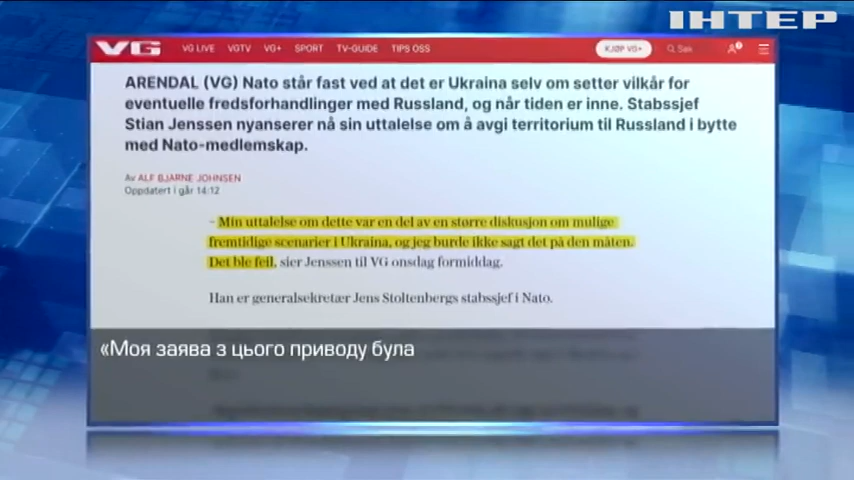 ІНТЕР
VG
VG LIVE VGTV VG+ SPORT TV-GUIDE TIPS OSS KJØP VG+ Søk
ARENDAL (VG) Nato står fast ved at det er Ukraina selv om setter vilkår for
eventuelle fredsforhandlinger med Russland, og når tiden er inne. Stabssjef
Stian Jenssen nyanserer nå sin uttalelse om å avgi territorium til Russland i bytte
med Nato-medlemskap.
Av ALF BJARNE JOHNSEN
Oppdatert i går 14:12
– Min uttalelse om dette var en del av en større diskusjon om mulige
fremtidige scenarier i Ukraina, og jeg burde ikke sagt det på den måten.
Det ble feil, sier Jenssen til VG onsdag formiddag.
Han er generalsekretær Jens Stoltenbergs stabssjef i Nato.
«Моя заява з цього приводу була